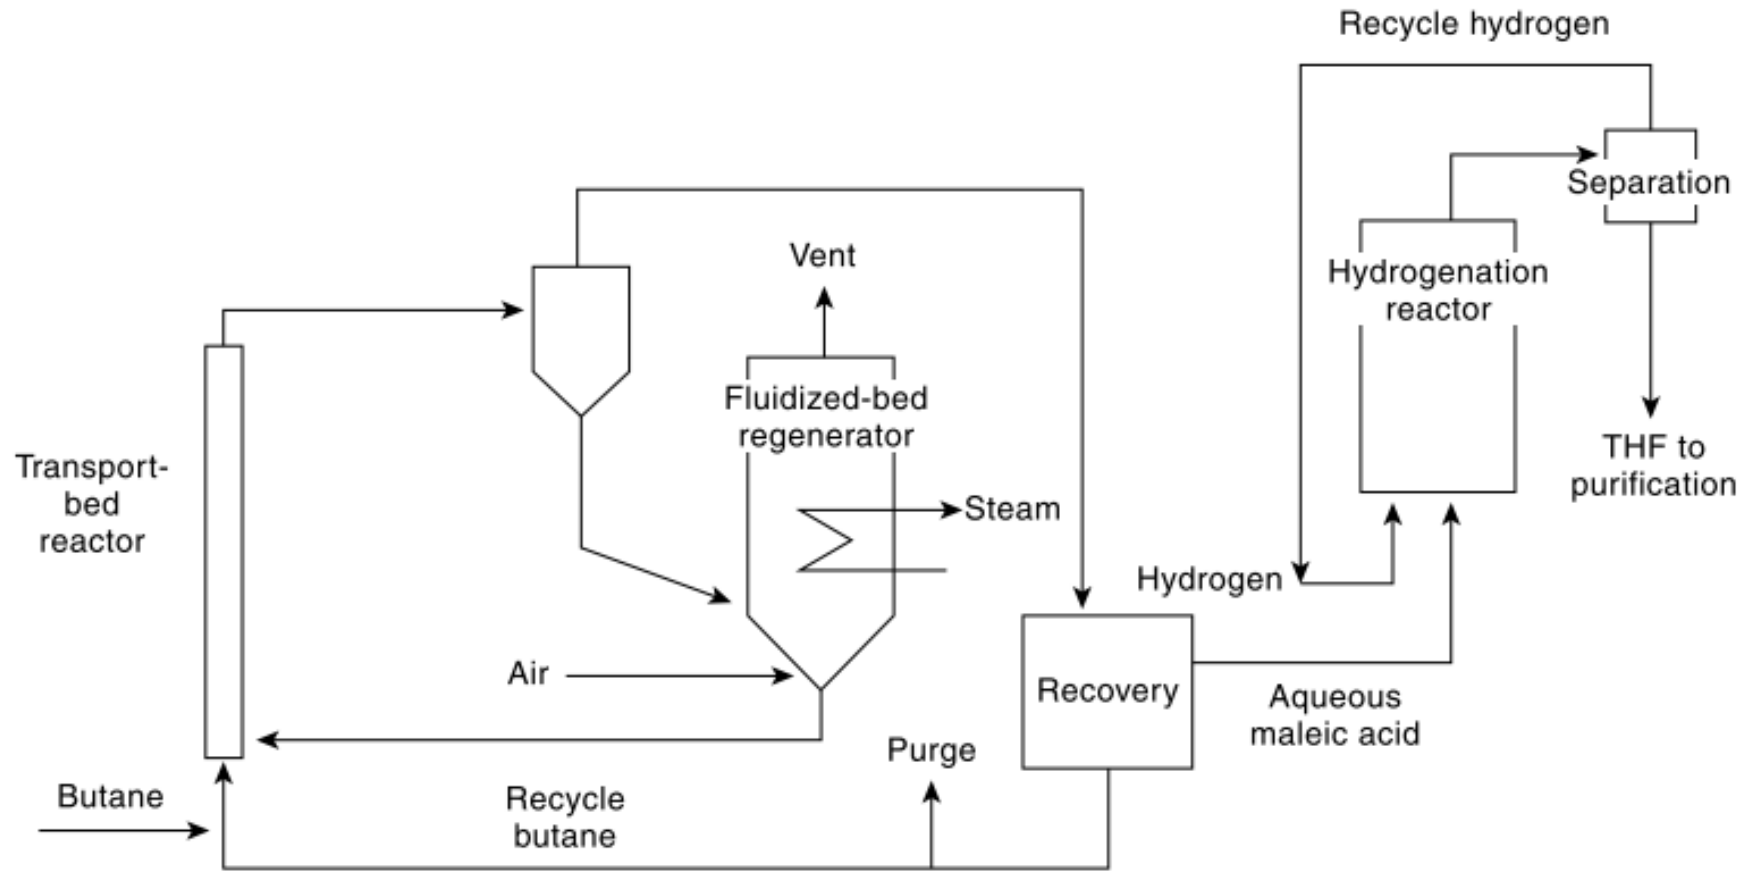 Recycle hydrogen
Separation
Vent
Hydrogenation
reactor
Fluidized-bed
regenerator
Transport-
bed
reactor
THF to
purification
Steam
Hydrogen
Air
Recovery
Aqueous
maleic acid
Purge
Butane
Recycle
butane